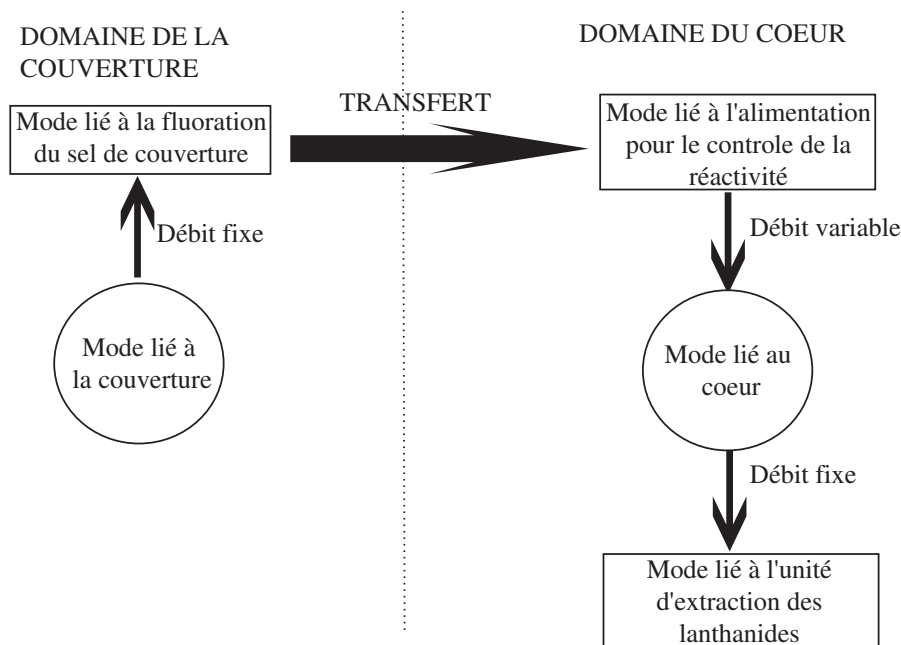 DOMAINE DE LA
COUVERTURE
DOMAINE DU COEUR
TRANSFERT
Mode lié à la fluoration
du sel de couverture
Mode lié à l'alimentation
pour le controle de la
réactivité
Débit fixe
Débit variable
Mode lié à
la couverture
Mode lié au
coeur
Débit fixe
Mode lié à l'unité
d'extraction des
lanthanides